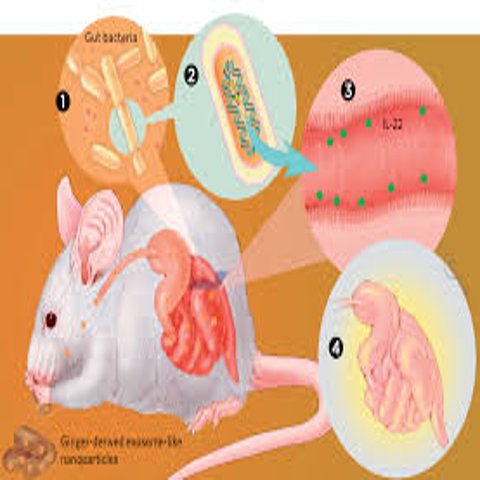 Gut bacteria
1
2
3
IL-22
4
Ginger-derived exosome-like
nanoparticles